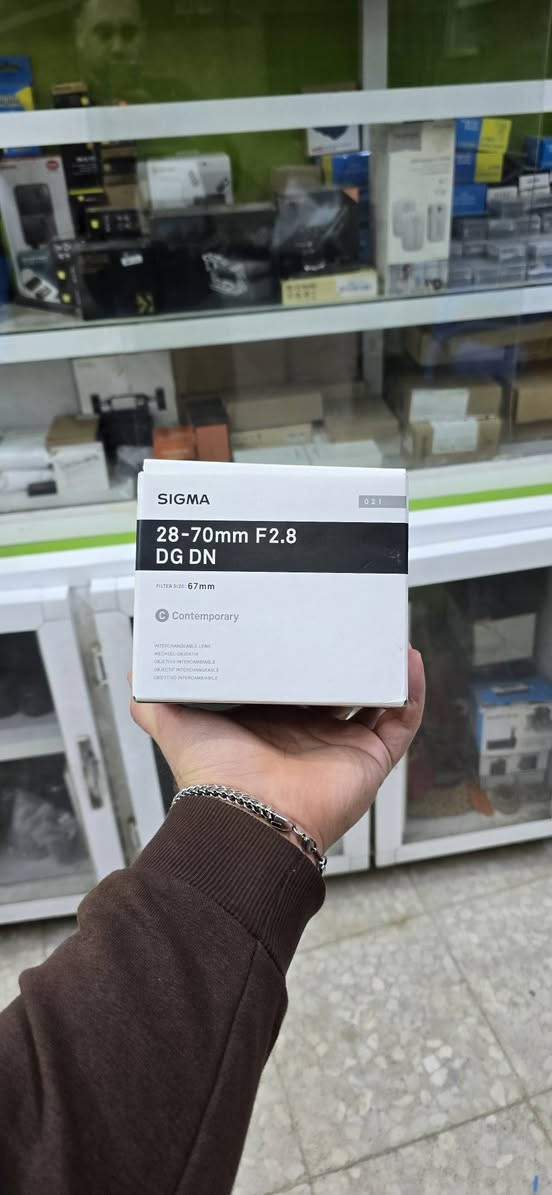 SIGMA
021
28-70mm F2.8
DG DN
FILTER SIZE 67mm
C Contemporary
INTERCHANGEABLE LENS
WECHSEL-OBJEKTIV
OBJETIVO INTERCAMBIABLE
OBJECTIF INTERCHANGEABLE
OBIETTIVO INTERCAMBIABILE